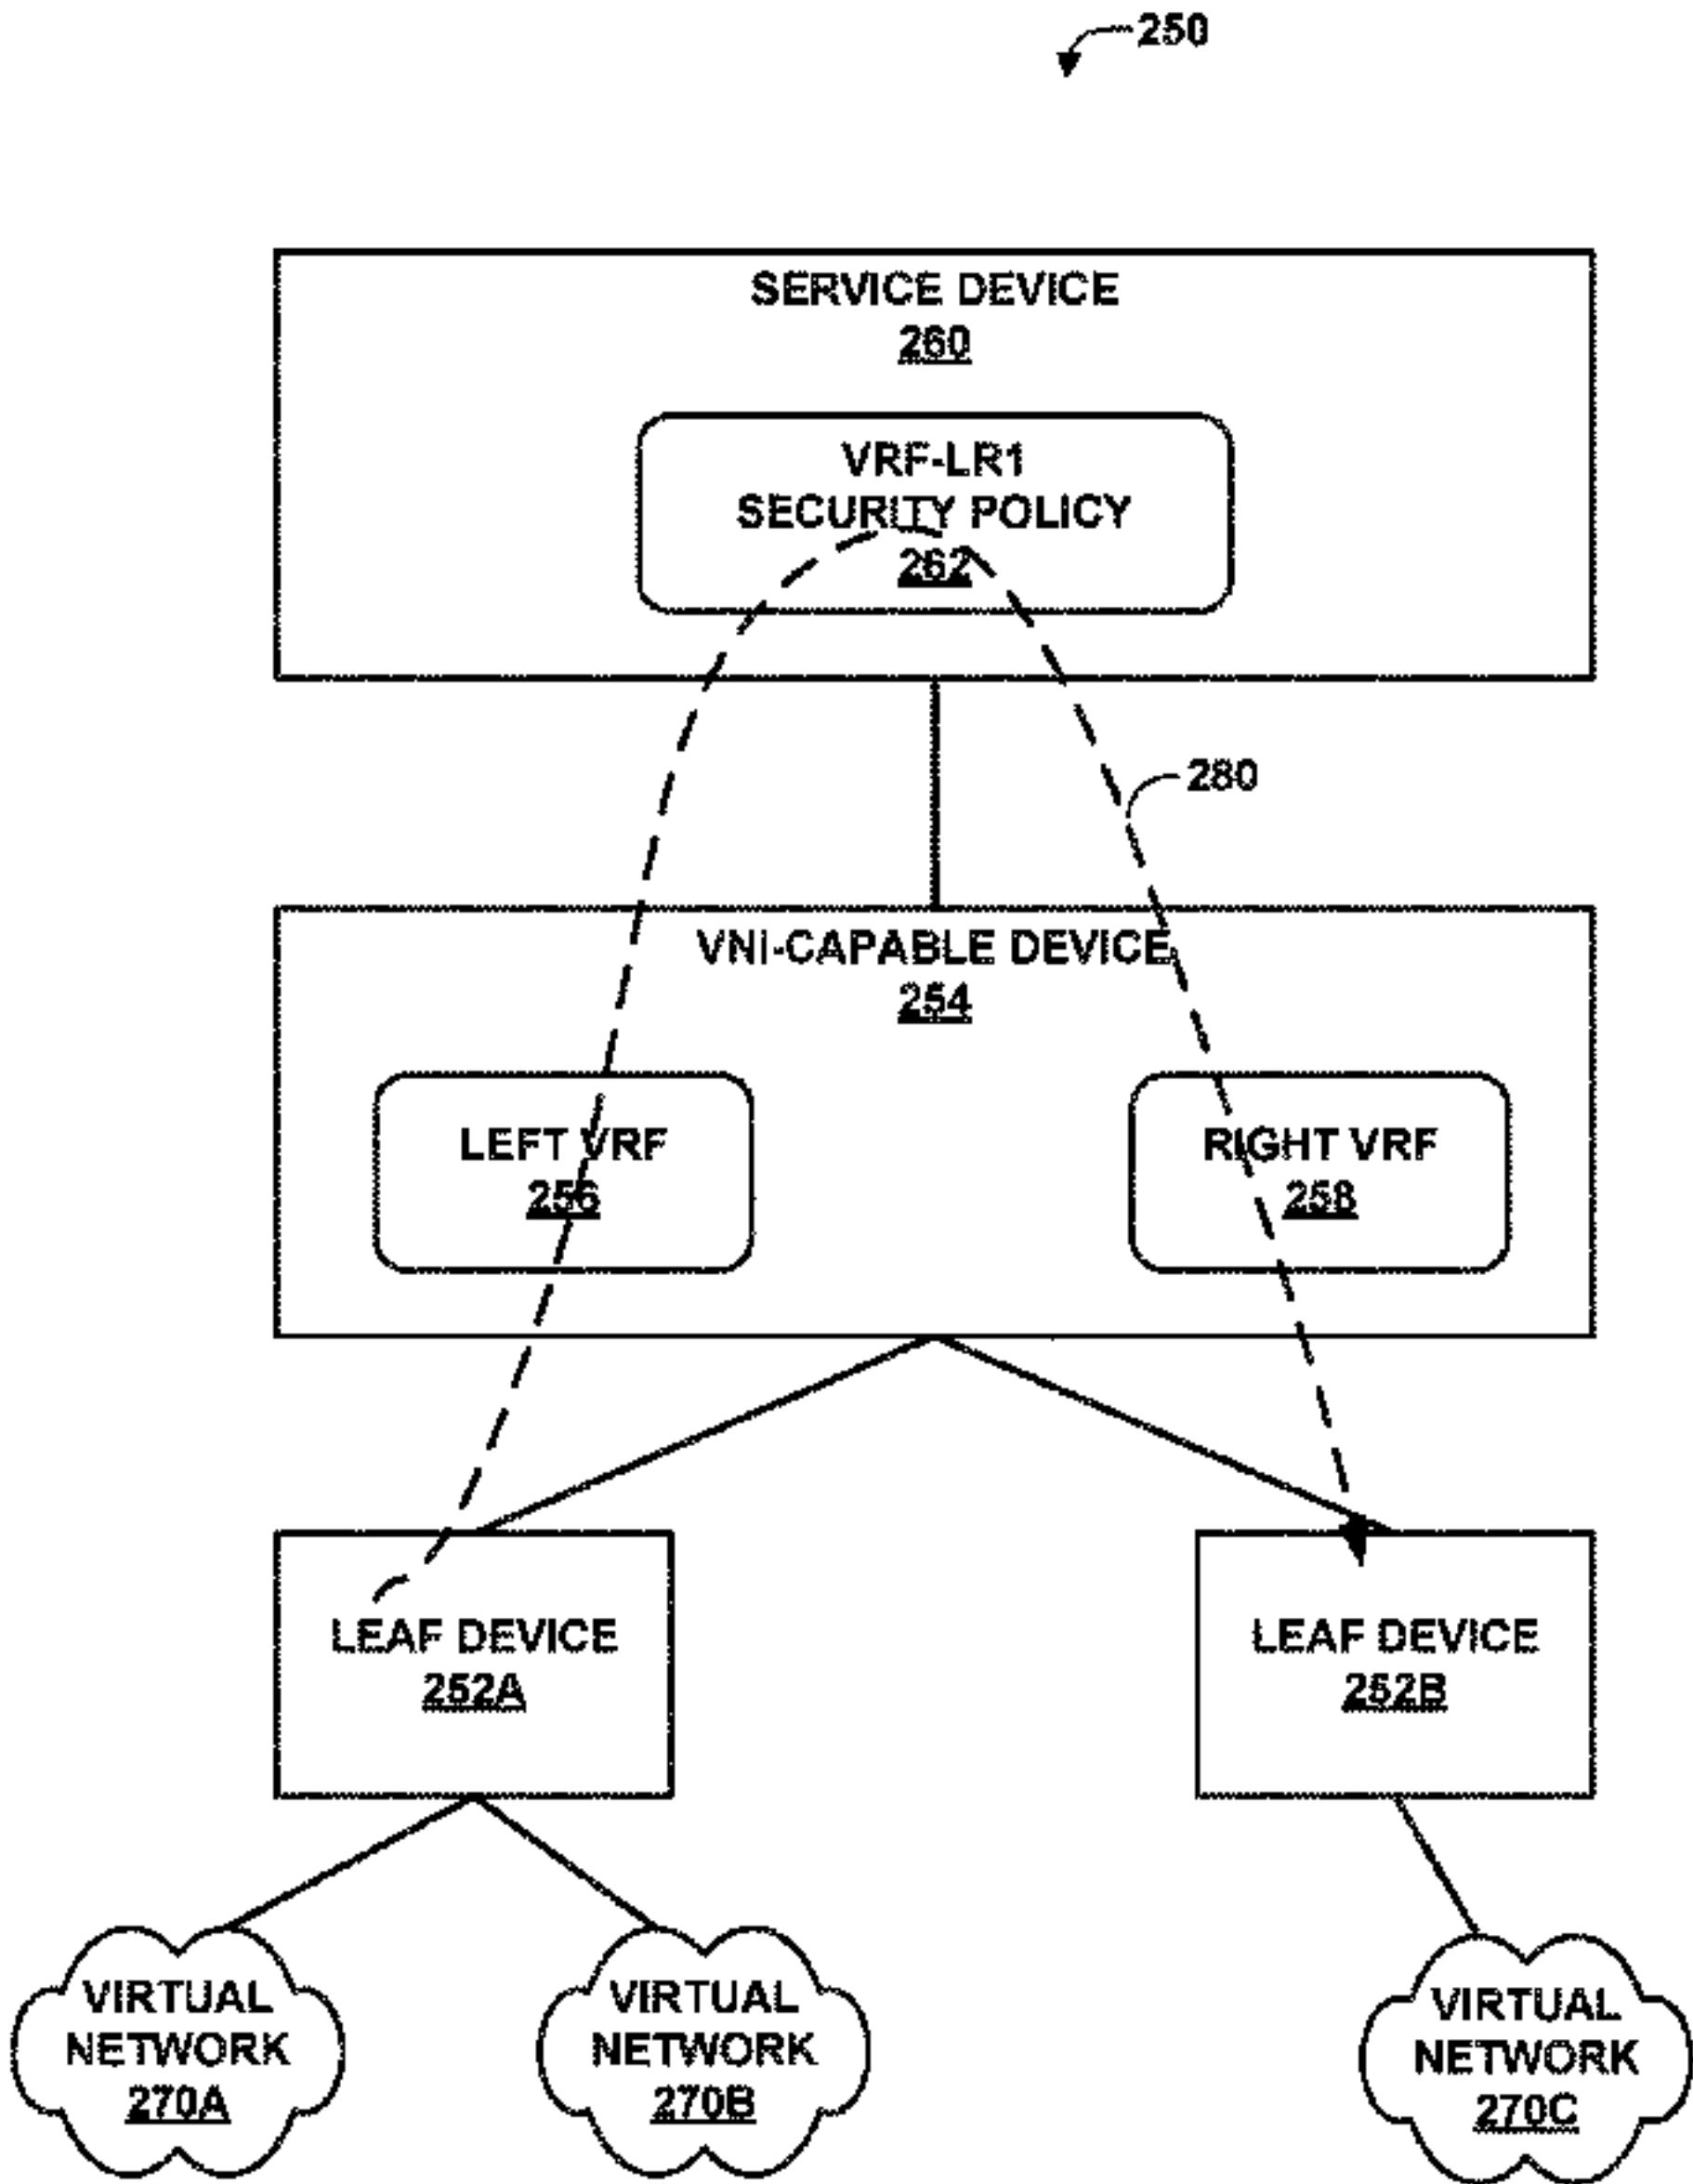 250
SERVICE DEVICE
260
VRF-LR1
SECURITY POLICY
262
280
VNI-CAPABLE DEVICE
254
LEFT VRF
256
RIGHT VRF
258
LEAF DEVICE
252A
LEAF DEVICE
252B
VIRTUAL
NETWORK
270A
VIRTUAL
NETWORK
270B
VIRTUAL
NETWORK
270C